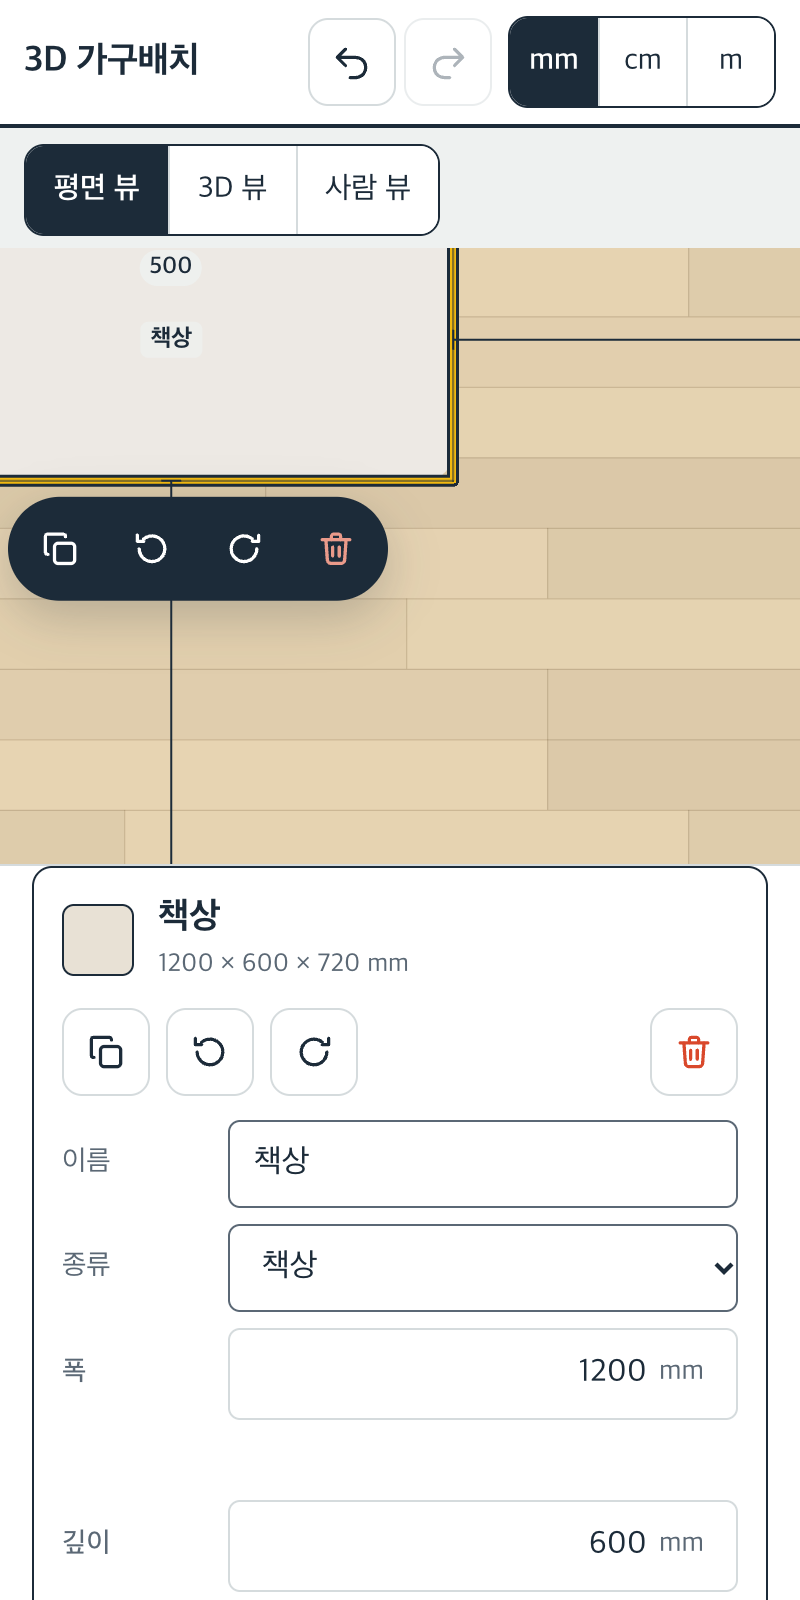 3D 가구배치
mm cm m
평면 뷰 3D 뷰 사람 뷰
500
책상
책상
1200 × 600 × 720 mm
이름 책상
종류 책상
폭 1200 mm
깊이 600 mm